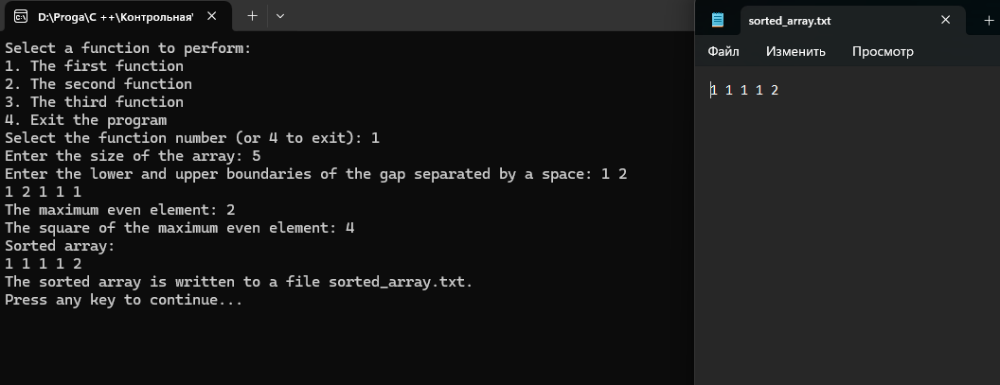 D:\Proga\C ++\Контрольная
Select a function to perform:
1. The first function
2. The second function
3. The third function
4. Exit the program
Select the function number (or 4 to exit): 1
Enter the size of the array: 5
Enter the lower and upper boundaries of the gap separated by a space: 1 2
1 2 1 1 1
The maximum even element: 2
The square of the maximum even element: 4
Sorted array:
1 1 1 1 2
The sorted array is written to a file sorted_array.txt.
Press any key to continue...
sorted_array.txt
Файл Изменить Просмотр
1 1 1 1 2